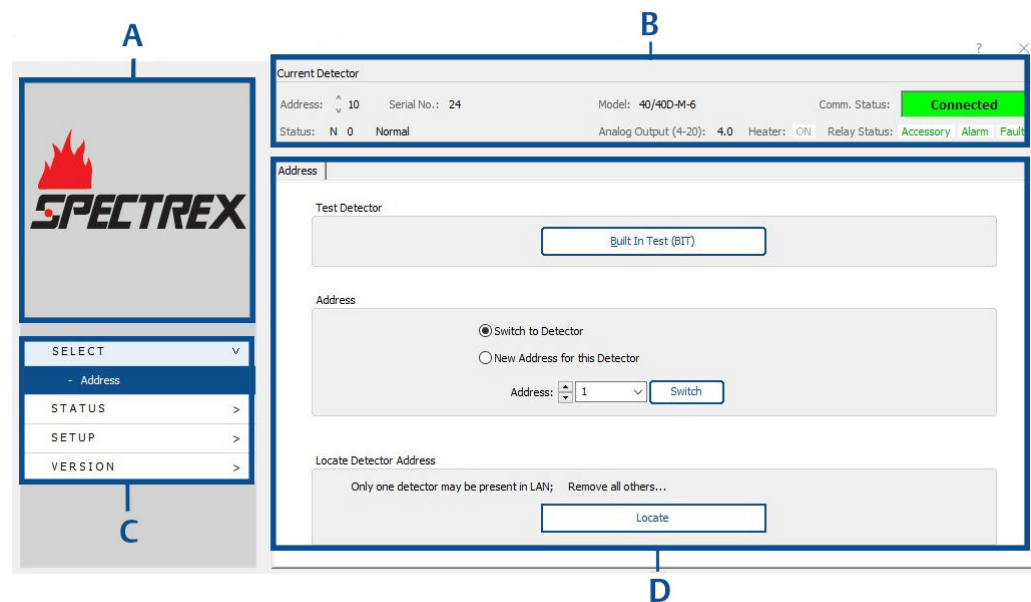 A
B
? ×
Current Detector
Address: 10 Serial No.: 24 Model: 40/40D-M-6 Comm. Status: Connected
Status: N 0 Normal Analog Output (4-20): 4.0 Heater: ON Relay Status: Accessory Alarm Fault
SPECTREX
Address
Test Detector
Built In Test (BIT)
Address
Switch to Detector
New Address for this Detector
Address: 1 Switch
Locate Detector Address
Only one detector may be present in LAN; Remove all others...
Locate
SELECT v
- Address
STATUS >
SETUP >
VERSION >
C
D